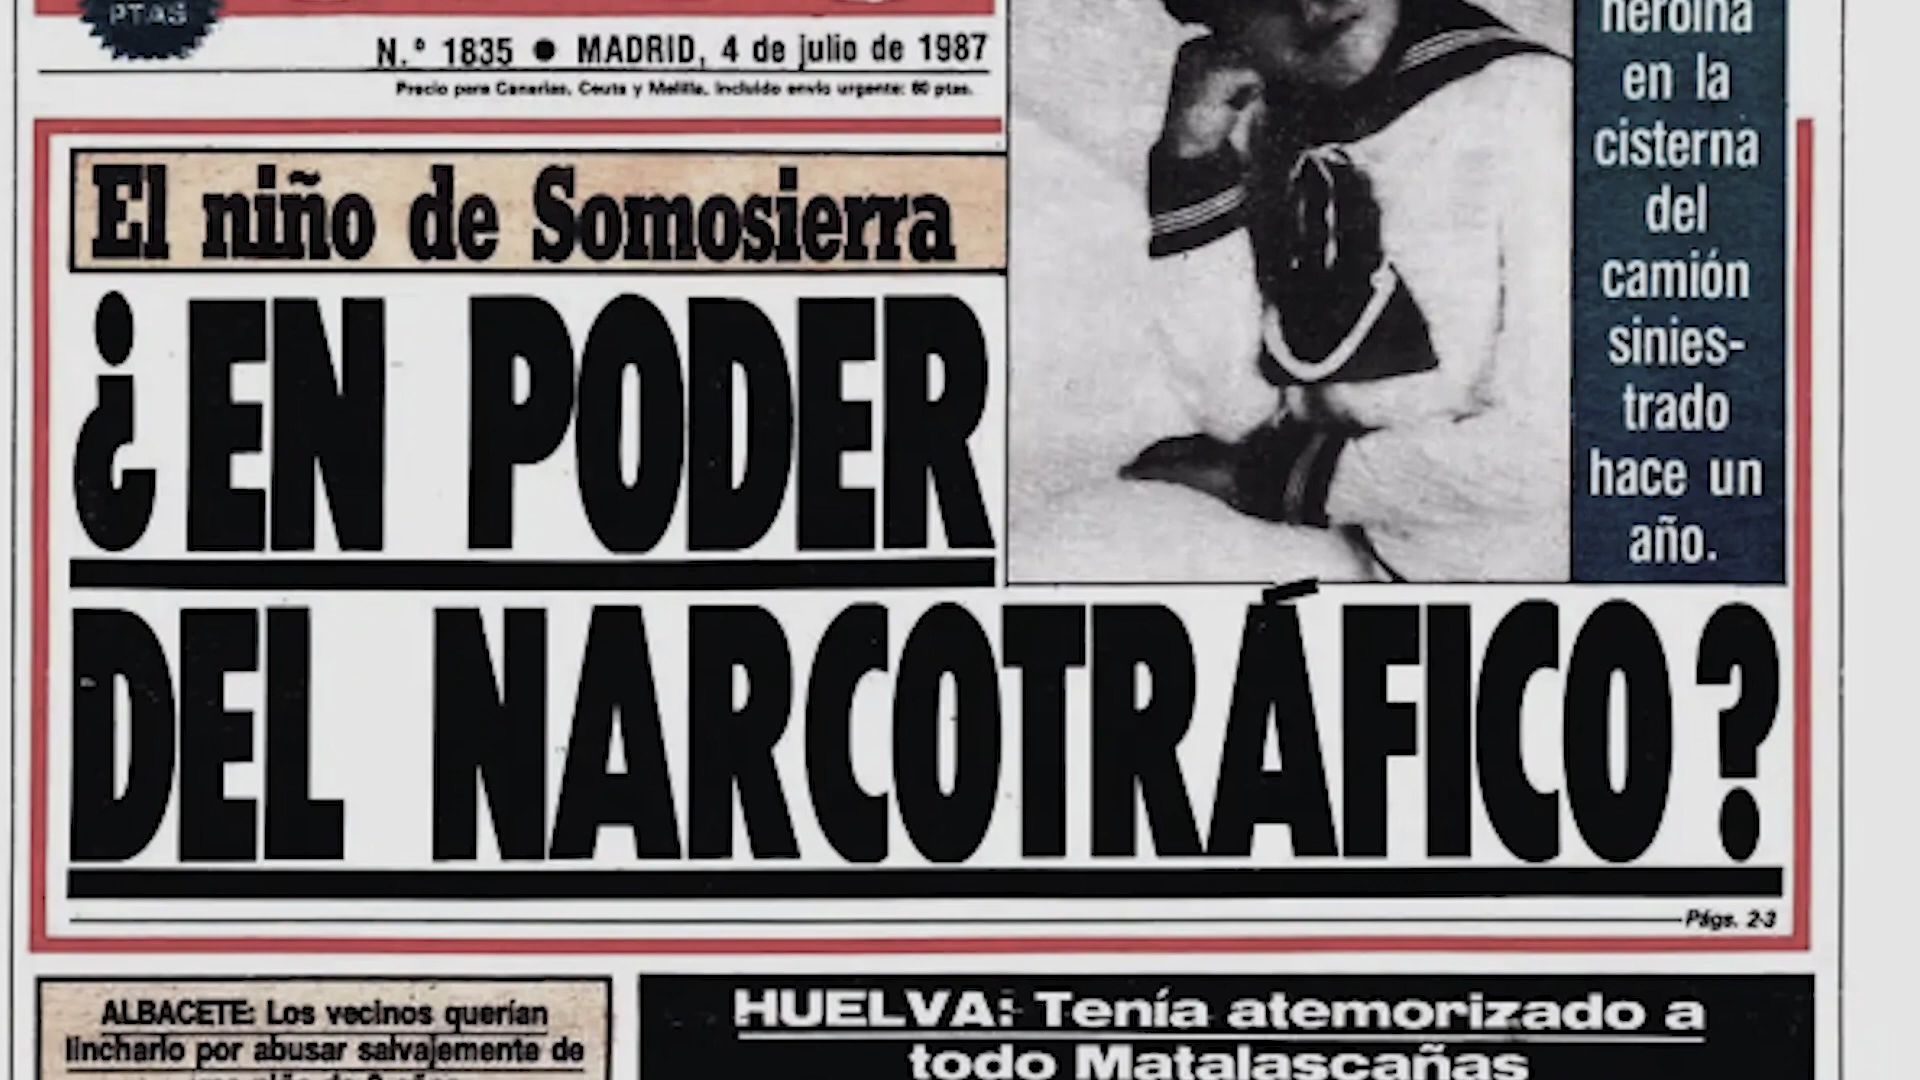 PTAS
N.º 1835 ● MADRID, 4 de julio de 1987
Precio para Canarias, Ceuta y Melilla, incluido envío urgente: 60 ptas.
El niño de Somosierra
¿EN PODER
DEL NARCOTRÁFICO?
heroína
en la
cisterna
del
camión
sinies-
trado
hace un
año.
Págs. 2-3
ALBACETE: Los vecinos querían
lincharlo por abusar salvajemente de
HUELVA: Tenía atemorizado a
todo Matalascañas